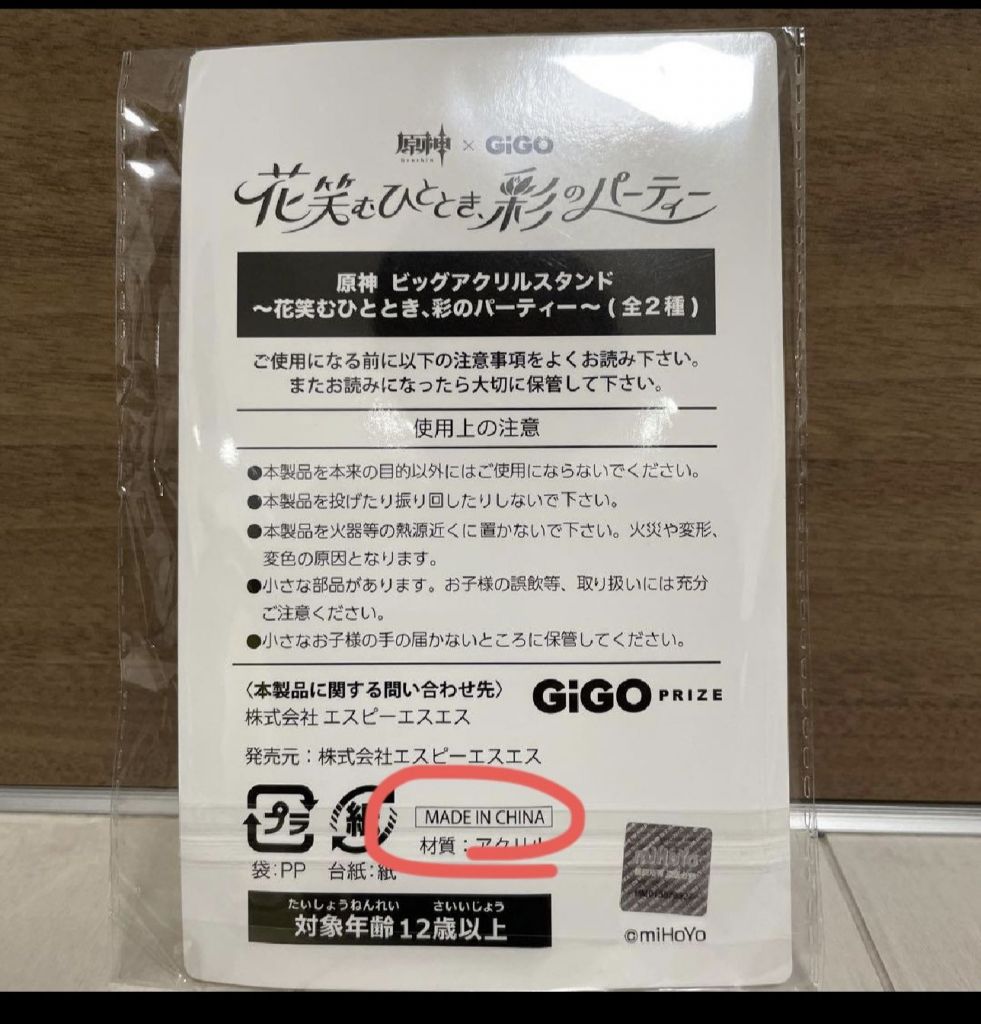 原神 × GiGO
Genshin
花笑むひととき、彩のパーティー
原神 ビッグアクリルスタンド
～花笑むひととき、彩のパーティー～(全2種)
ご使用になる前に以下の注意事項をよくお読み下さい。
またお読みになったら大切に保管して下さい。
使用上の注意
●本製品を本来の目的以外にはご使用にならないでください。
●本製品を投げたり振り回したりしないで下さい。
●本製品を火器等の熱源近くに置かないで下さい。火災や変形、
変色の原因となります。
●小さな部品があります。お子様の誤飲等、取り扱いには充分
ご注意ください。
●小さなお子様の手の届かないところに保管してください。
〈本製品に関する問い合わせ先〉
株式会社 エスピーエスエス
GiGO PRIZE
発売元：株式会社エスピーエスエス
プラ 紙
MADE IN CHINA
材質：アクリル
袋:PP 台紙:紙
miHoYo
たいしょうねんれい さいいじょう
対象年齢12歳以上
©miHoYo